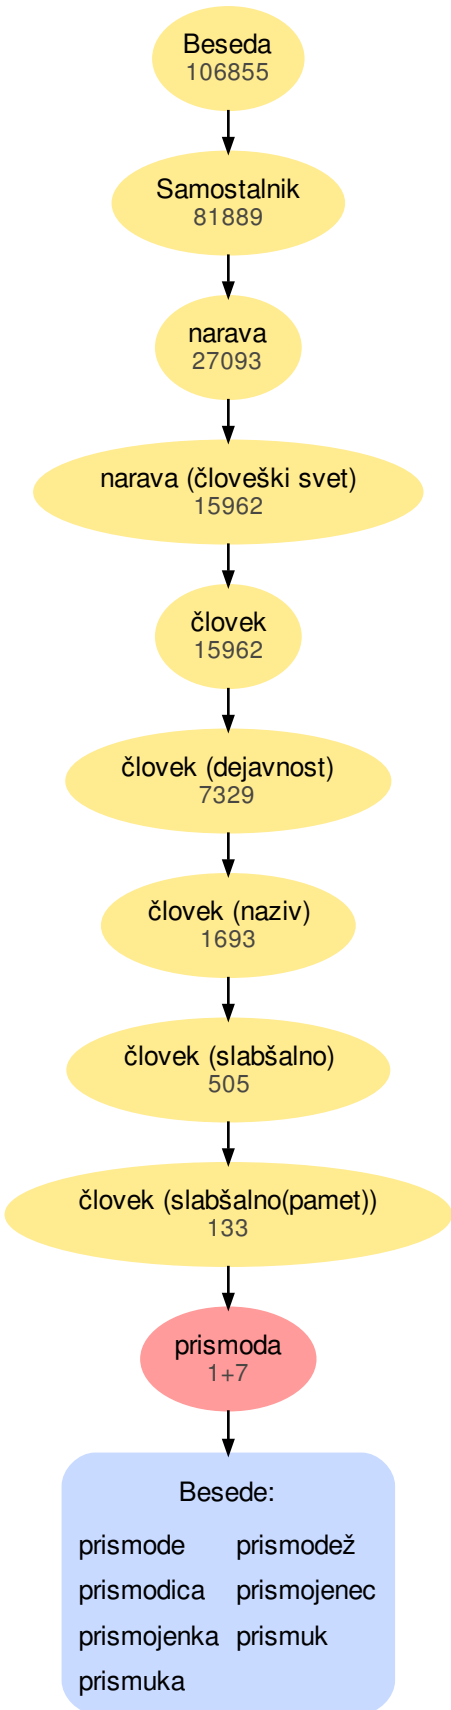 Beseda
106855
Samostalnik
81889
narava
27093
narava (človeški svet)
15962
človek
15962
človek (dejavnost)
7329
človek (naziv)
1693
človek (slabšalno)
505
človek (slabšalno(pamet))
133
prismoda
1+7
Besede:
prismode prismodež
prismodica prismojenec
prismojenka prismuk
prismuka